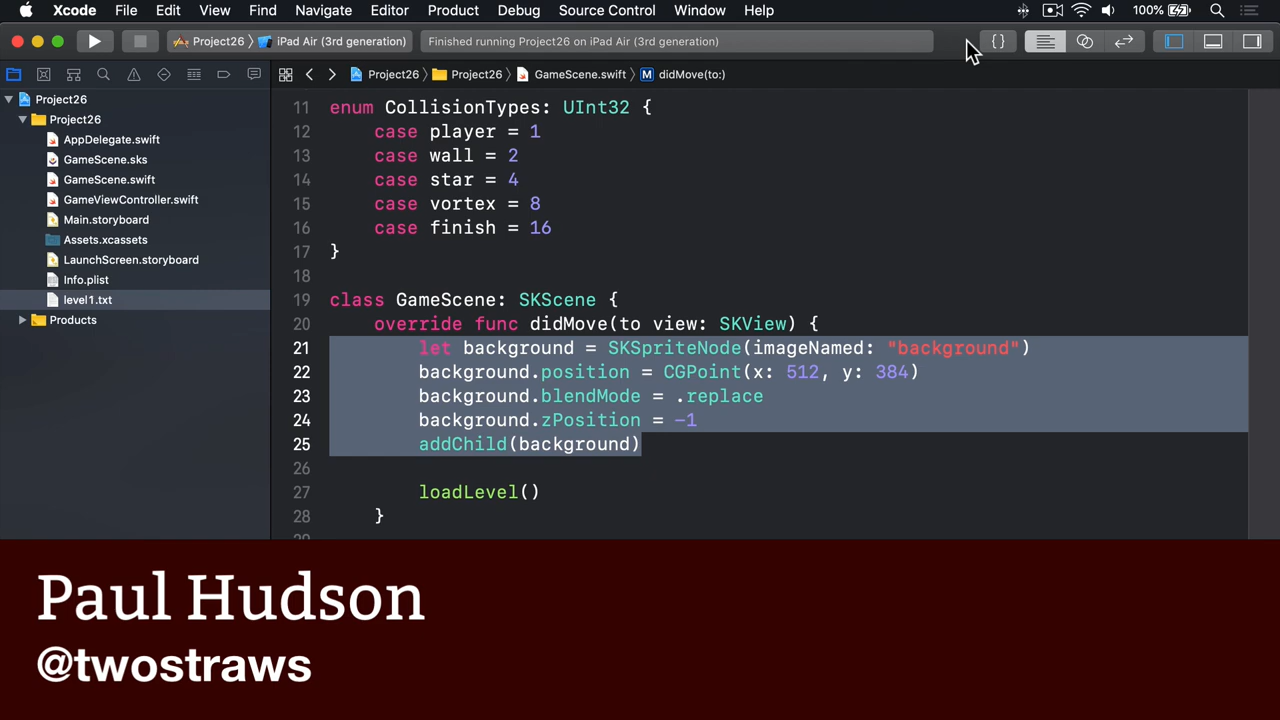 Xcode File Edit View Find Navigate Editor Product Debug Source Control Window Help 100%
Project26 iPad Air (3rd generation) Finished running Project26 on iPad Air (3rd generation) {}
Project26 Project26 GameScene.swift M didMove(to:)
Project26
Project26
AppDelegate.swift
GameScene.sks
GameScene.swift
GameViewController.swift
Main.storyboard
Assets.xcassets
LaunchScreen.storyboard
Info.plist
level1.txt
Products
11 enum CollisionTypes: UInt32 {
12 case player = 1
13 case wall = 2
14 case star = 4
15 case vortex = 8
16 case finish = 16
17 }
18
19 class GameScene: SKScene {
20 override func didMove(to view: SKView) {
21 let background = SKSpriteNode(imageNamed: "background")
22 background.position = CGPoint(x: 512, y: 384)
23 background.blendMode = .replace
24 background.zPosition = -1
25 addChild(background)
26
27 loadLevel()
28 }
29
Paul Hudson
@twostraws